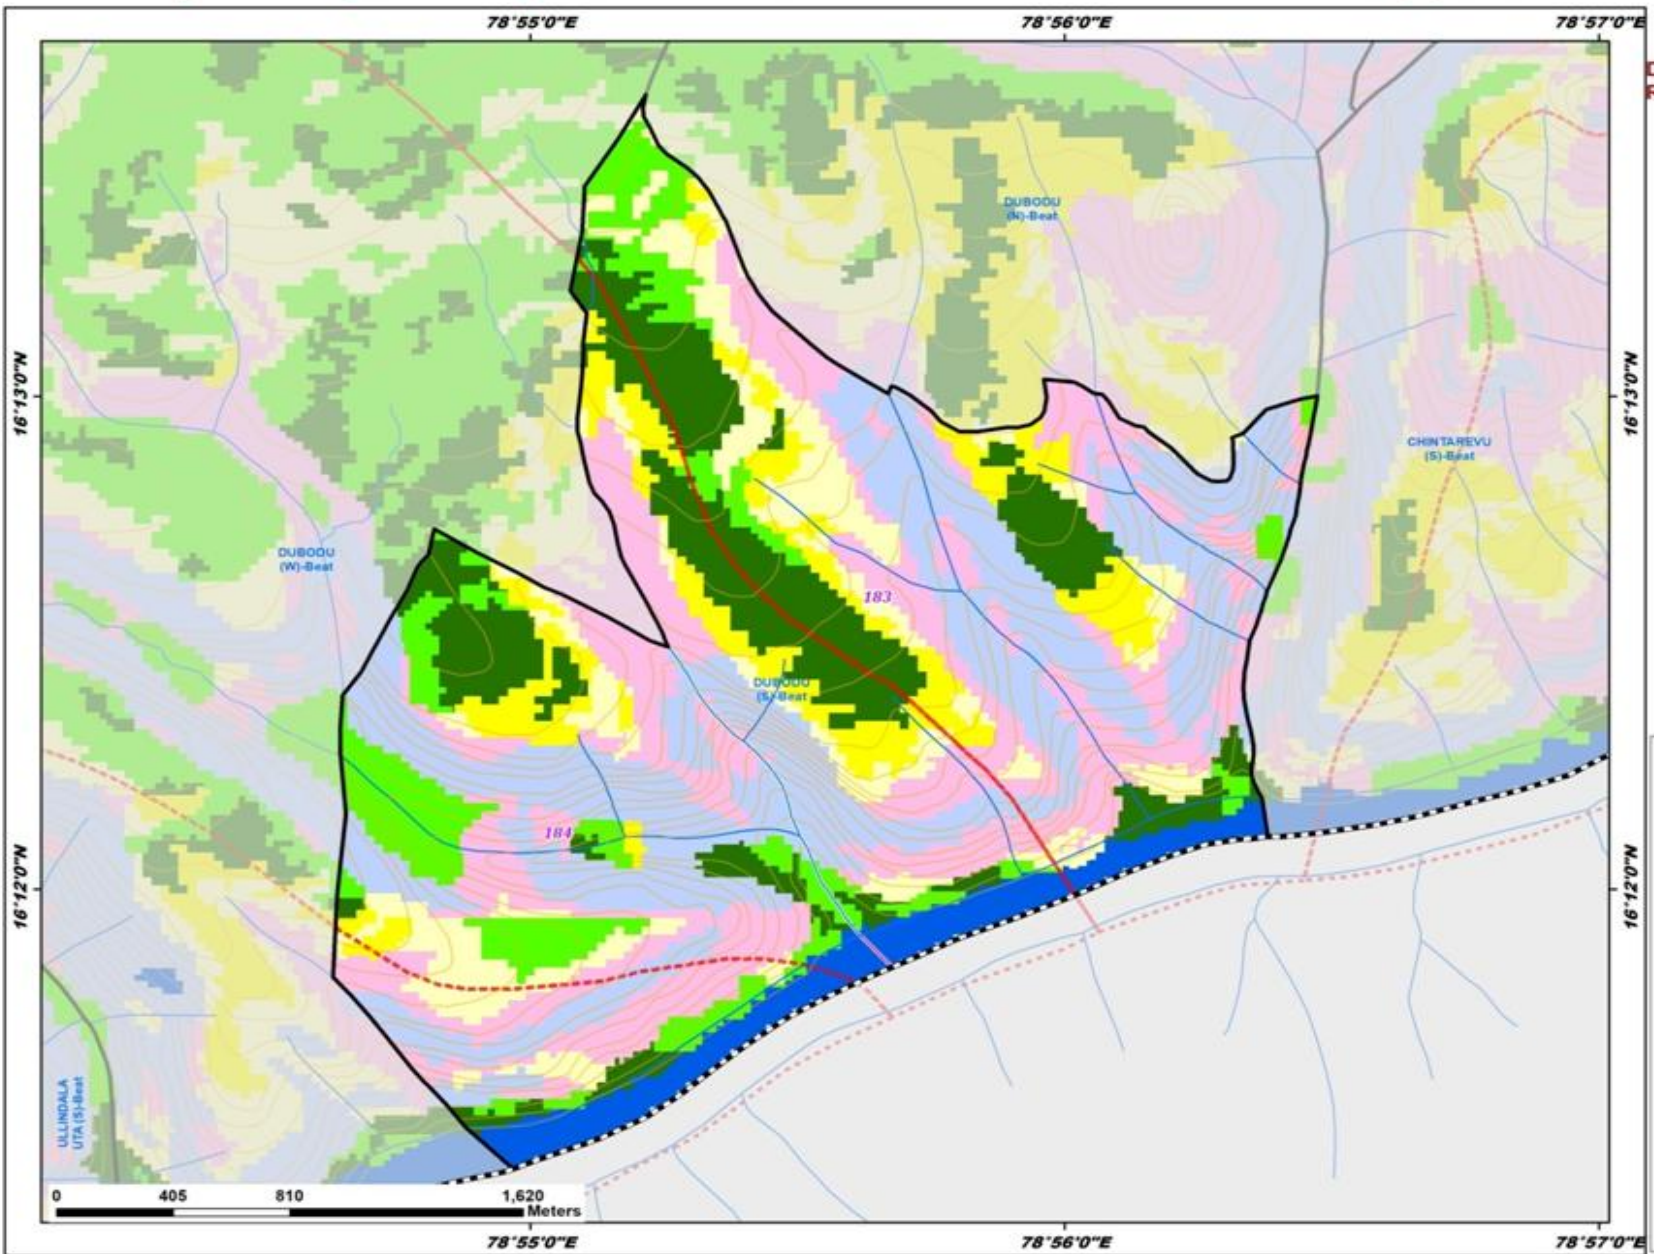 78°55'0"E
78°56'0"E
78°57'0"E
DUBODU
(N)-Beat
16°13'0"N
16°13'0"N
CHINTAREVU
(S)-Beat
DUBODU
(W)-Beat
183
DUBODU
(S)-Beat
184
16°12'0"N
16°12'0"N
ULLINDALA
UTA (S)-Beat
0
405
810
1,620
Meters
78°55'0"E
78°56'0"E
78°57'0"E